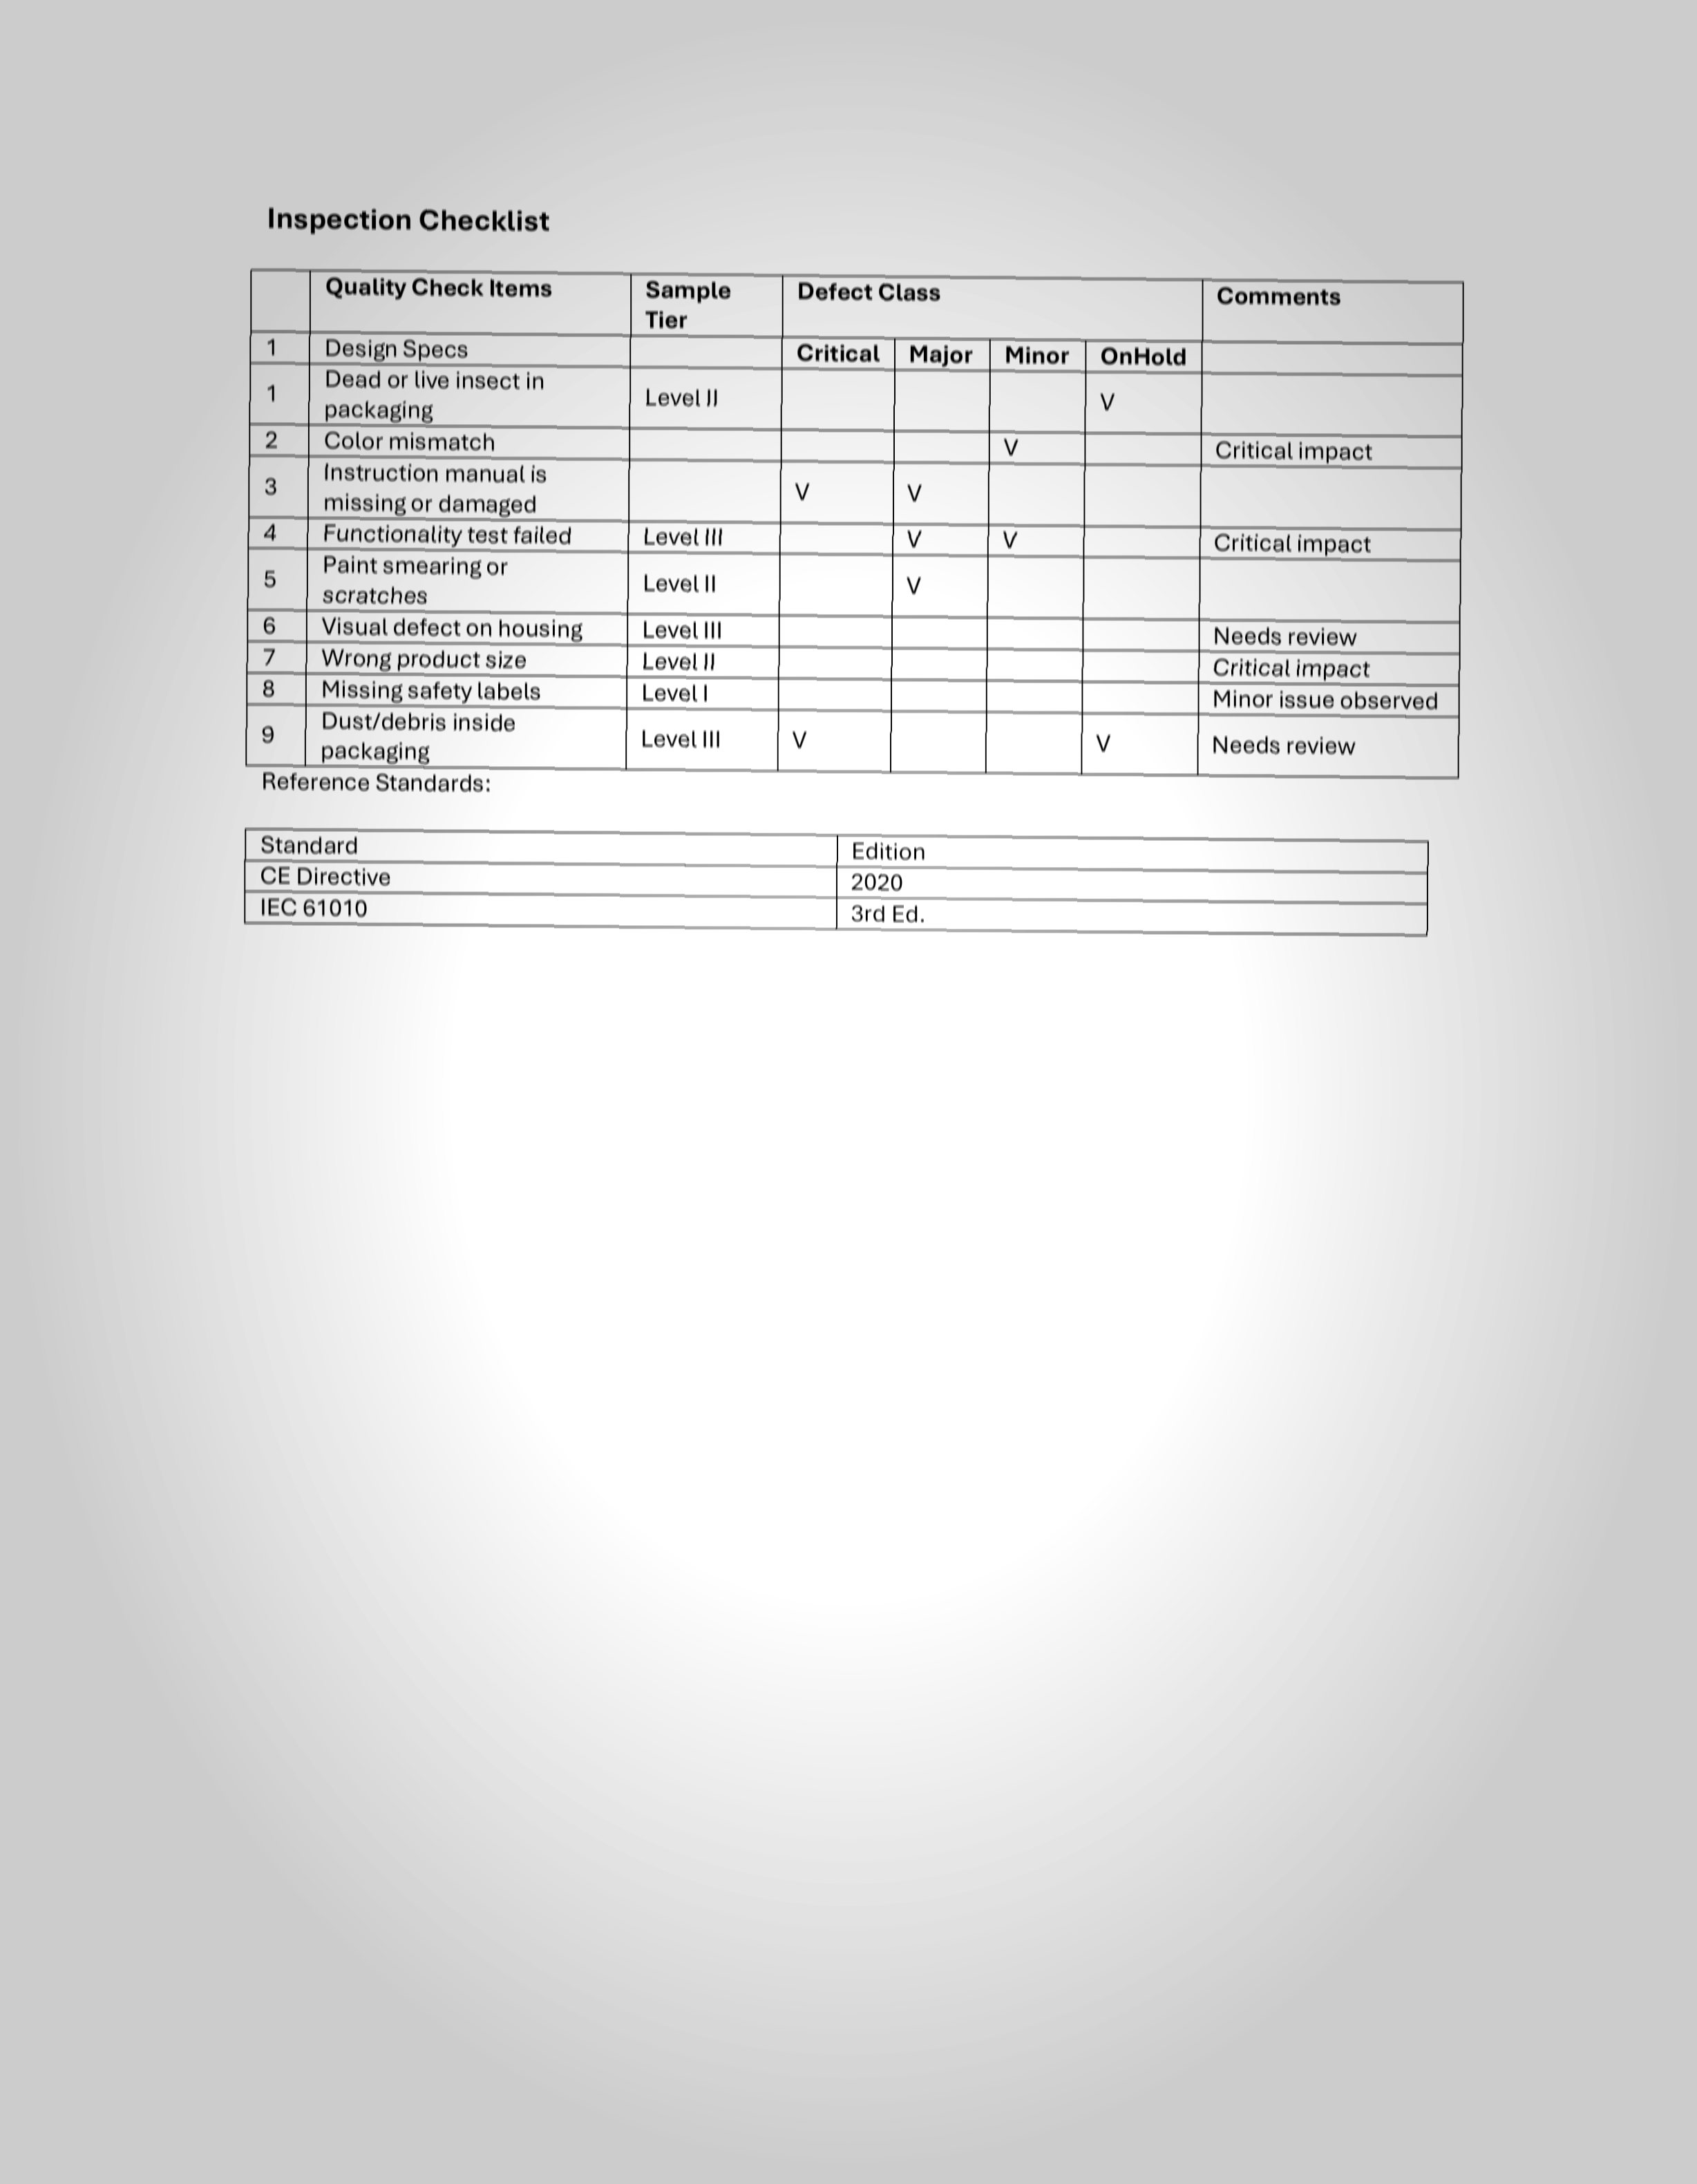 Inspection Checklist
Quality Check Items Sample Tier Defect Class Comments
1 Design Specs Critical Major Minor OnHold
1 Dead or live insect in packaging Level II V
2 Color mismatch V Critical impact
3 Instruction manual is missing or damaged V V
4 Functionality test failed Level III V V Critical impact
5 Paint smearing or scratches Level II V
6 Visual defect on housing Level III Needs review
7 Wrong product size Level II Critical impact
8 Missing safety labels Level I Minor issue observed
9 Dust/debris inside packaging Level III V V Needs review
Reference Standards:
Standard Edition
CE Directive 2020
IEC 61010 3rd Ed.